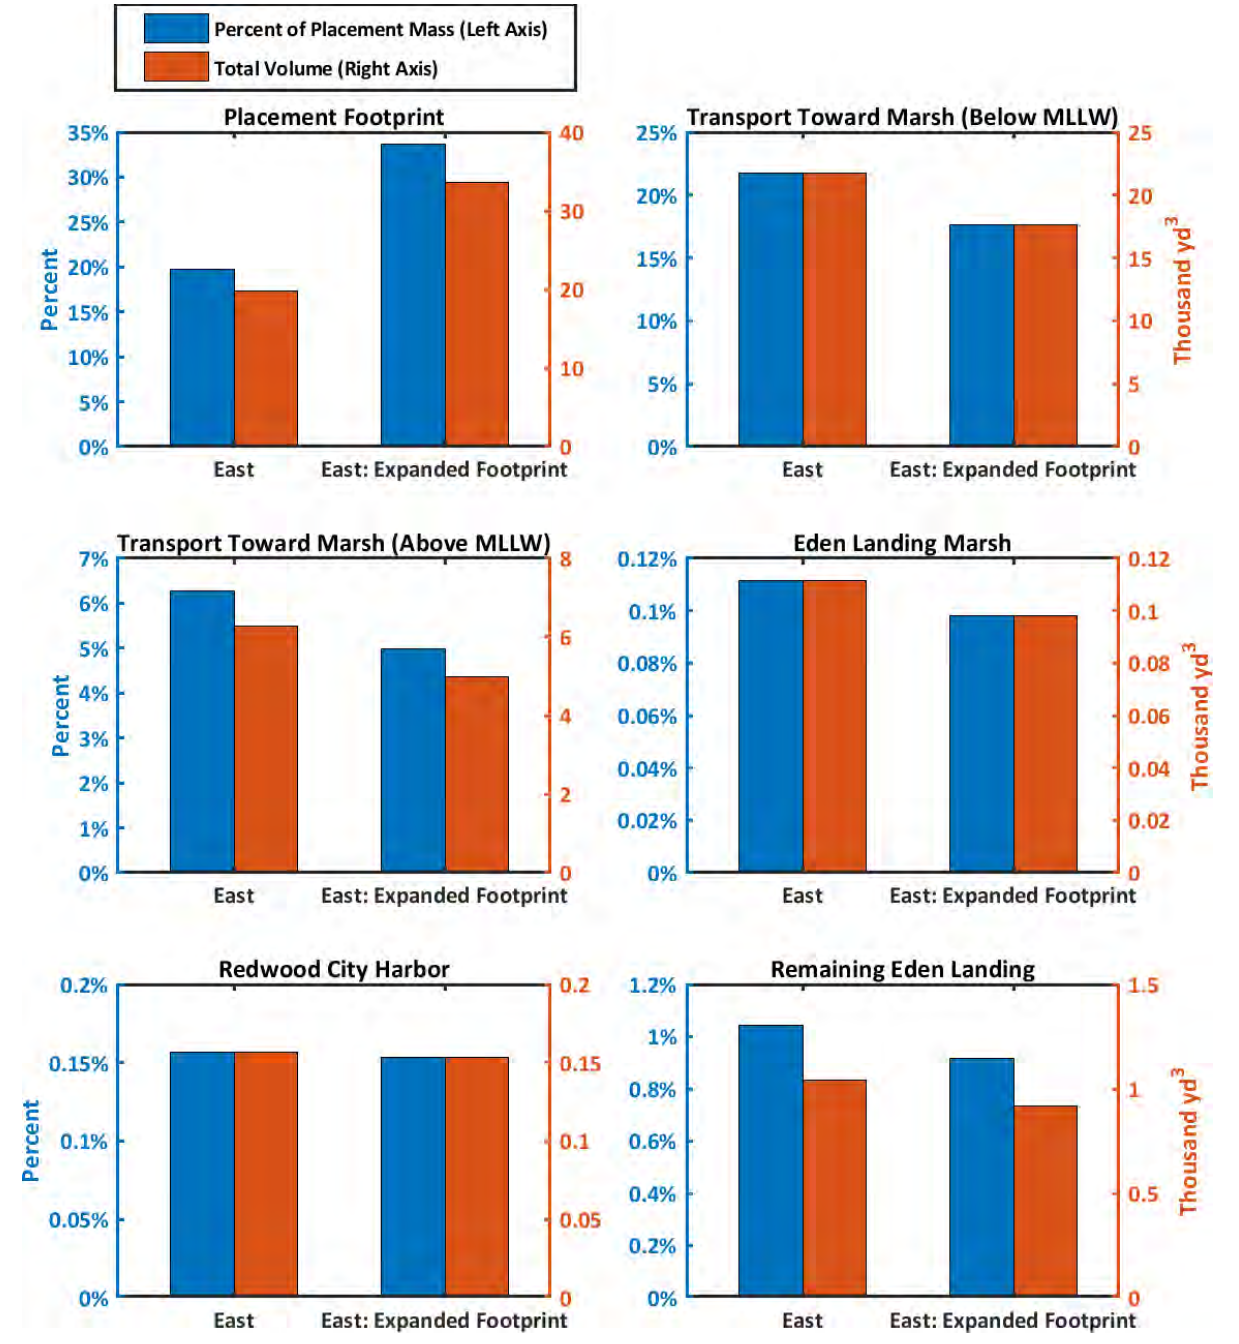 Percent of Placement Mass (Left Axis)
Total Volume (Right Axis)
Placement Footprint
35%
30%
25%
20%
15%
10%
5%
0%
Percent
40
30
20
10
0
East
East: Expanded Footprint
Transport Toward Marsh (Below MLLW)
25%
20%
15%
10%
5%
0%
25
20
15
10
5
0
Thousand yd³
East
East: Expanded Footprint
Transport Toward Marsh (Above MLLW)
7%
6%
5%
4%
3%
2%
1%
0%
Percent
8
6
4
2
0
East
East: Expanded Footprint
Eden Landing Marsh
0.12%
0.1%
0.08%
0.06%
0.04%
0.02%
0%
0.12
0.1
0.08
0.06
0.04
0.02
0
Thousand yd³
East
East: Expanded Footprint
Redwood City Harbor
0.2%
0.15%
0.1%
0.05%
0%
Percent
0.2
0.15
0.1
0.05
0
East
East: Expanded Footprint
Remaining Eden Landing
1.2%
1%
0.8%
0.6%
0.4%
0.2%
0%
1.5
1
0.5
0
Thousand yd³
East
East: Expanded Footprint